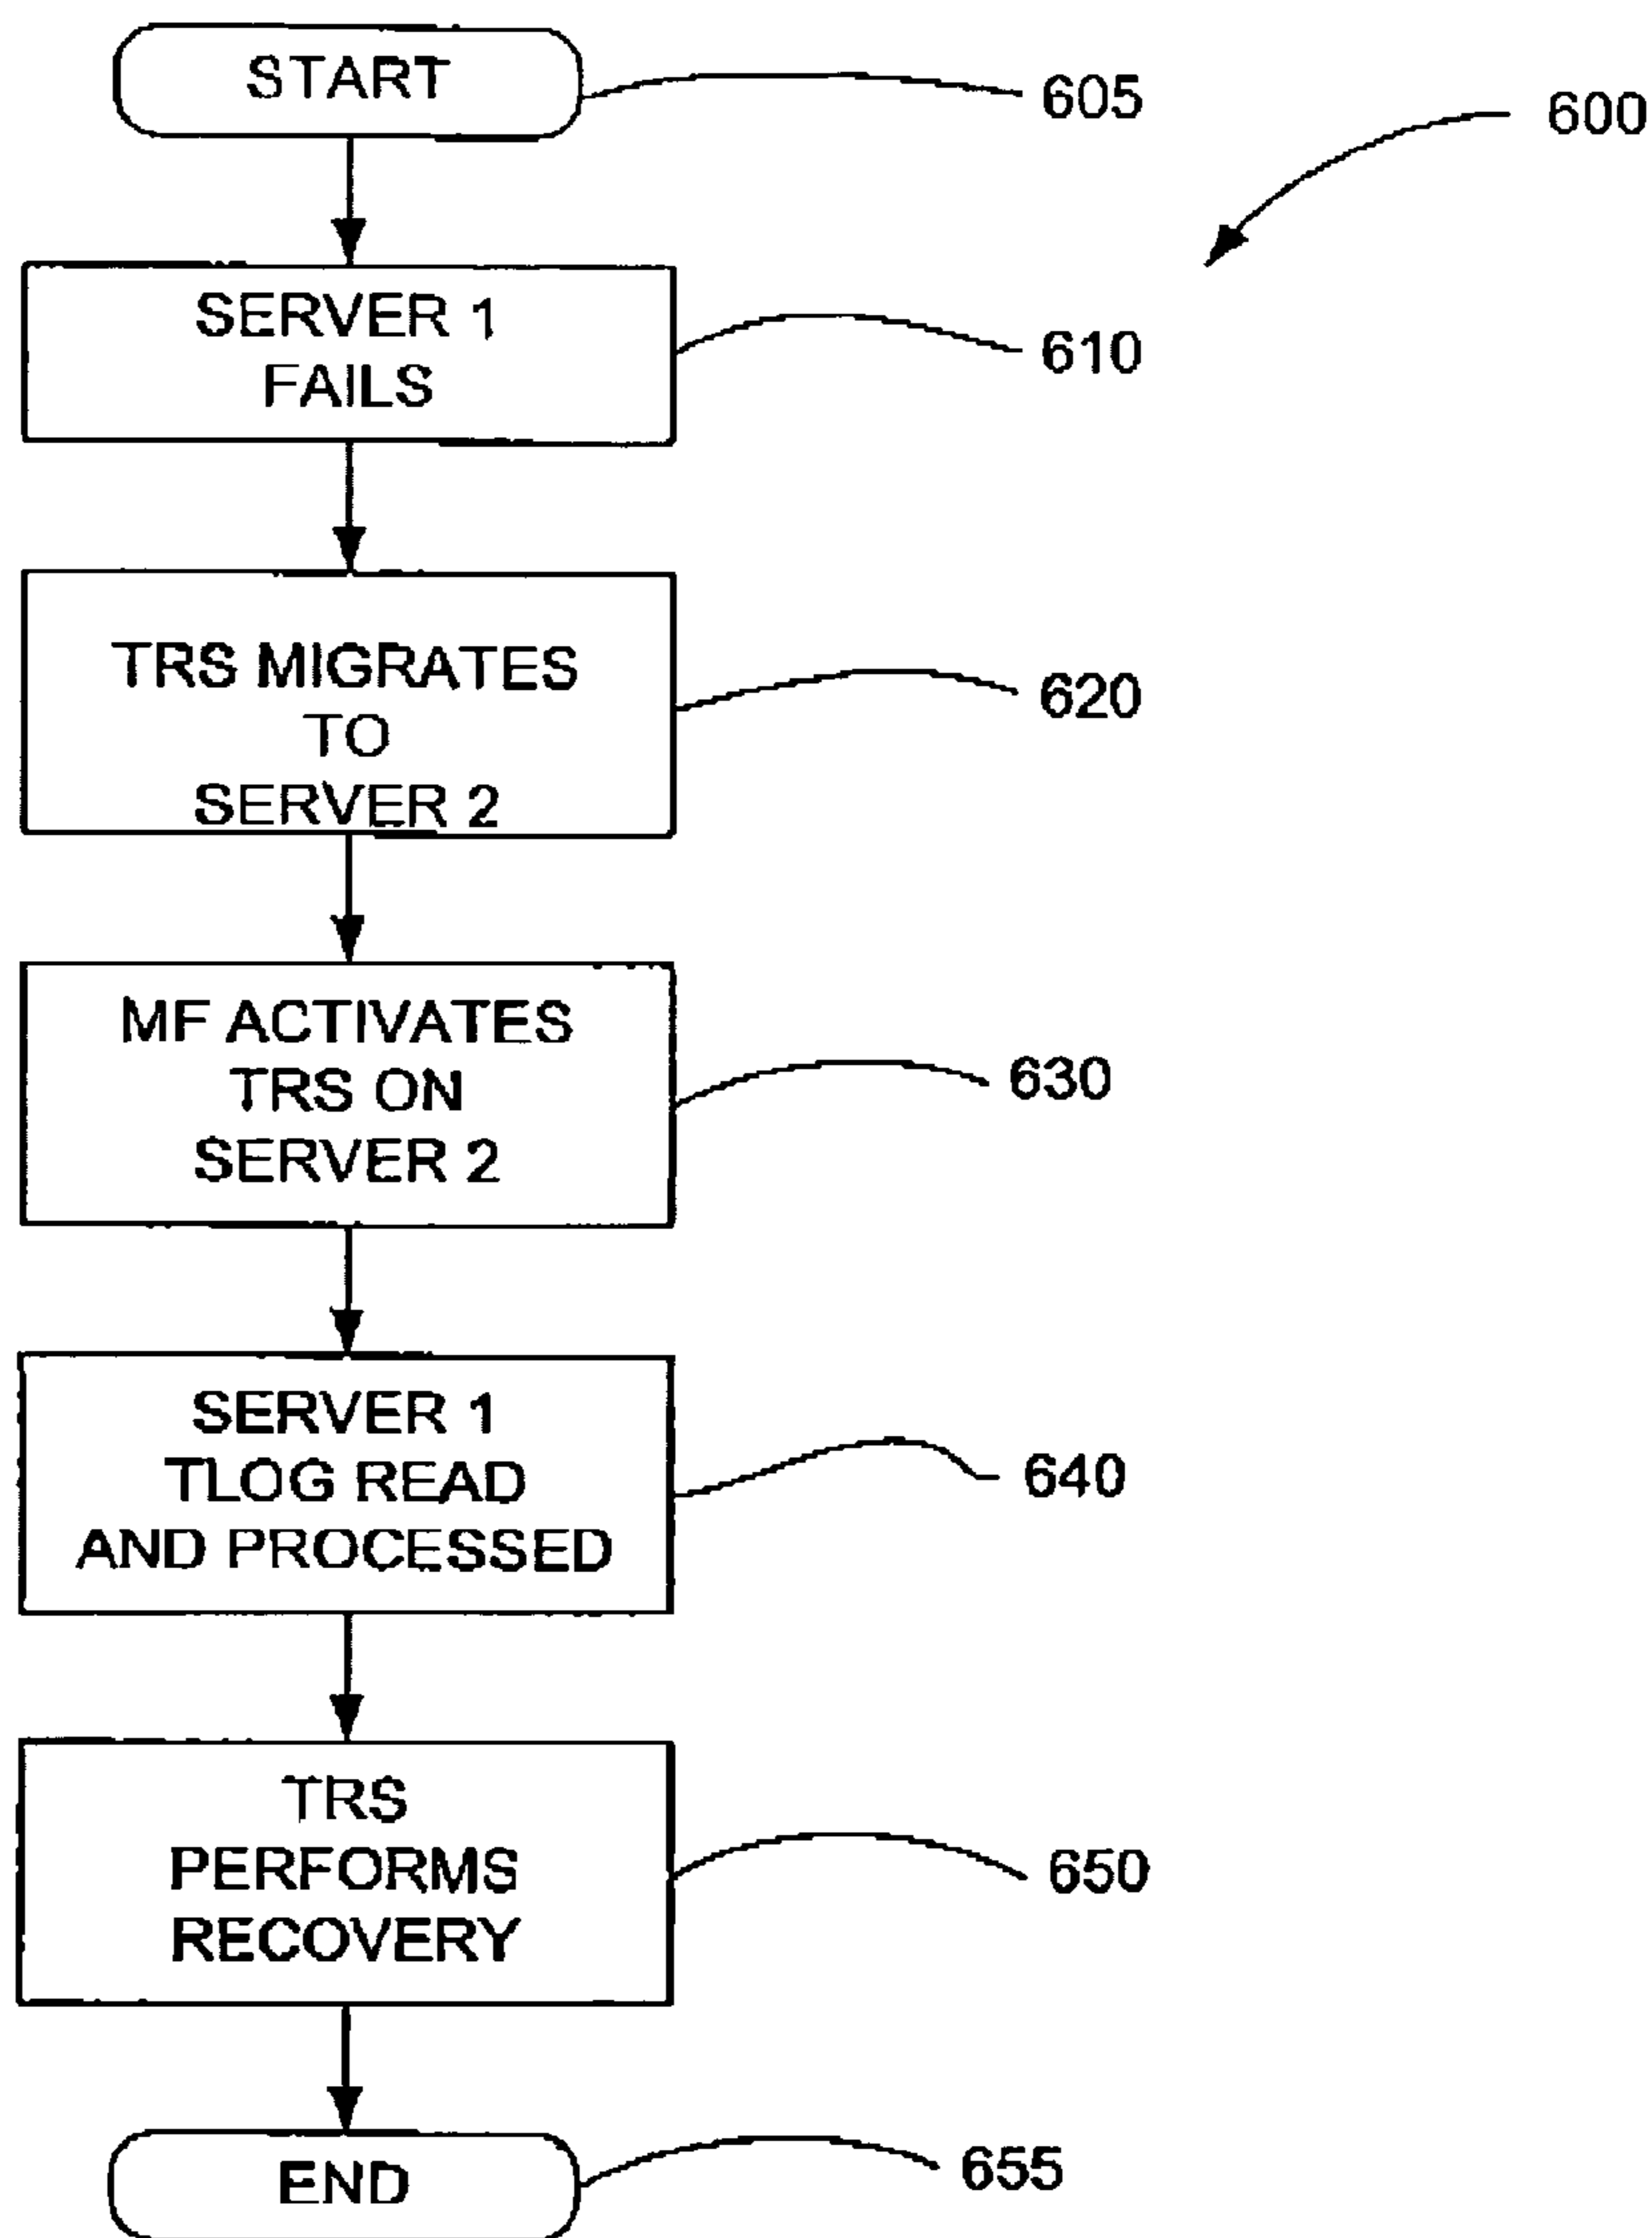 START
605
600
SERVER 1
FAILS
610
TRS MIGRATES
TO
SERVER 2
620
MF ACTIVATES
TRS ON
SERVER 2
630
SERVER 1
TLOG READ
AND PROCESSED
640
TRS
PERFORMS
RECOVERY
650
END
655